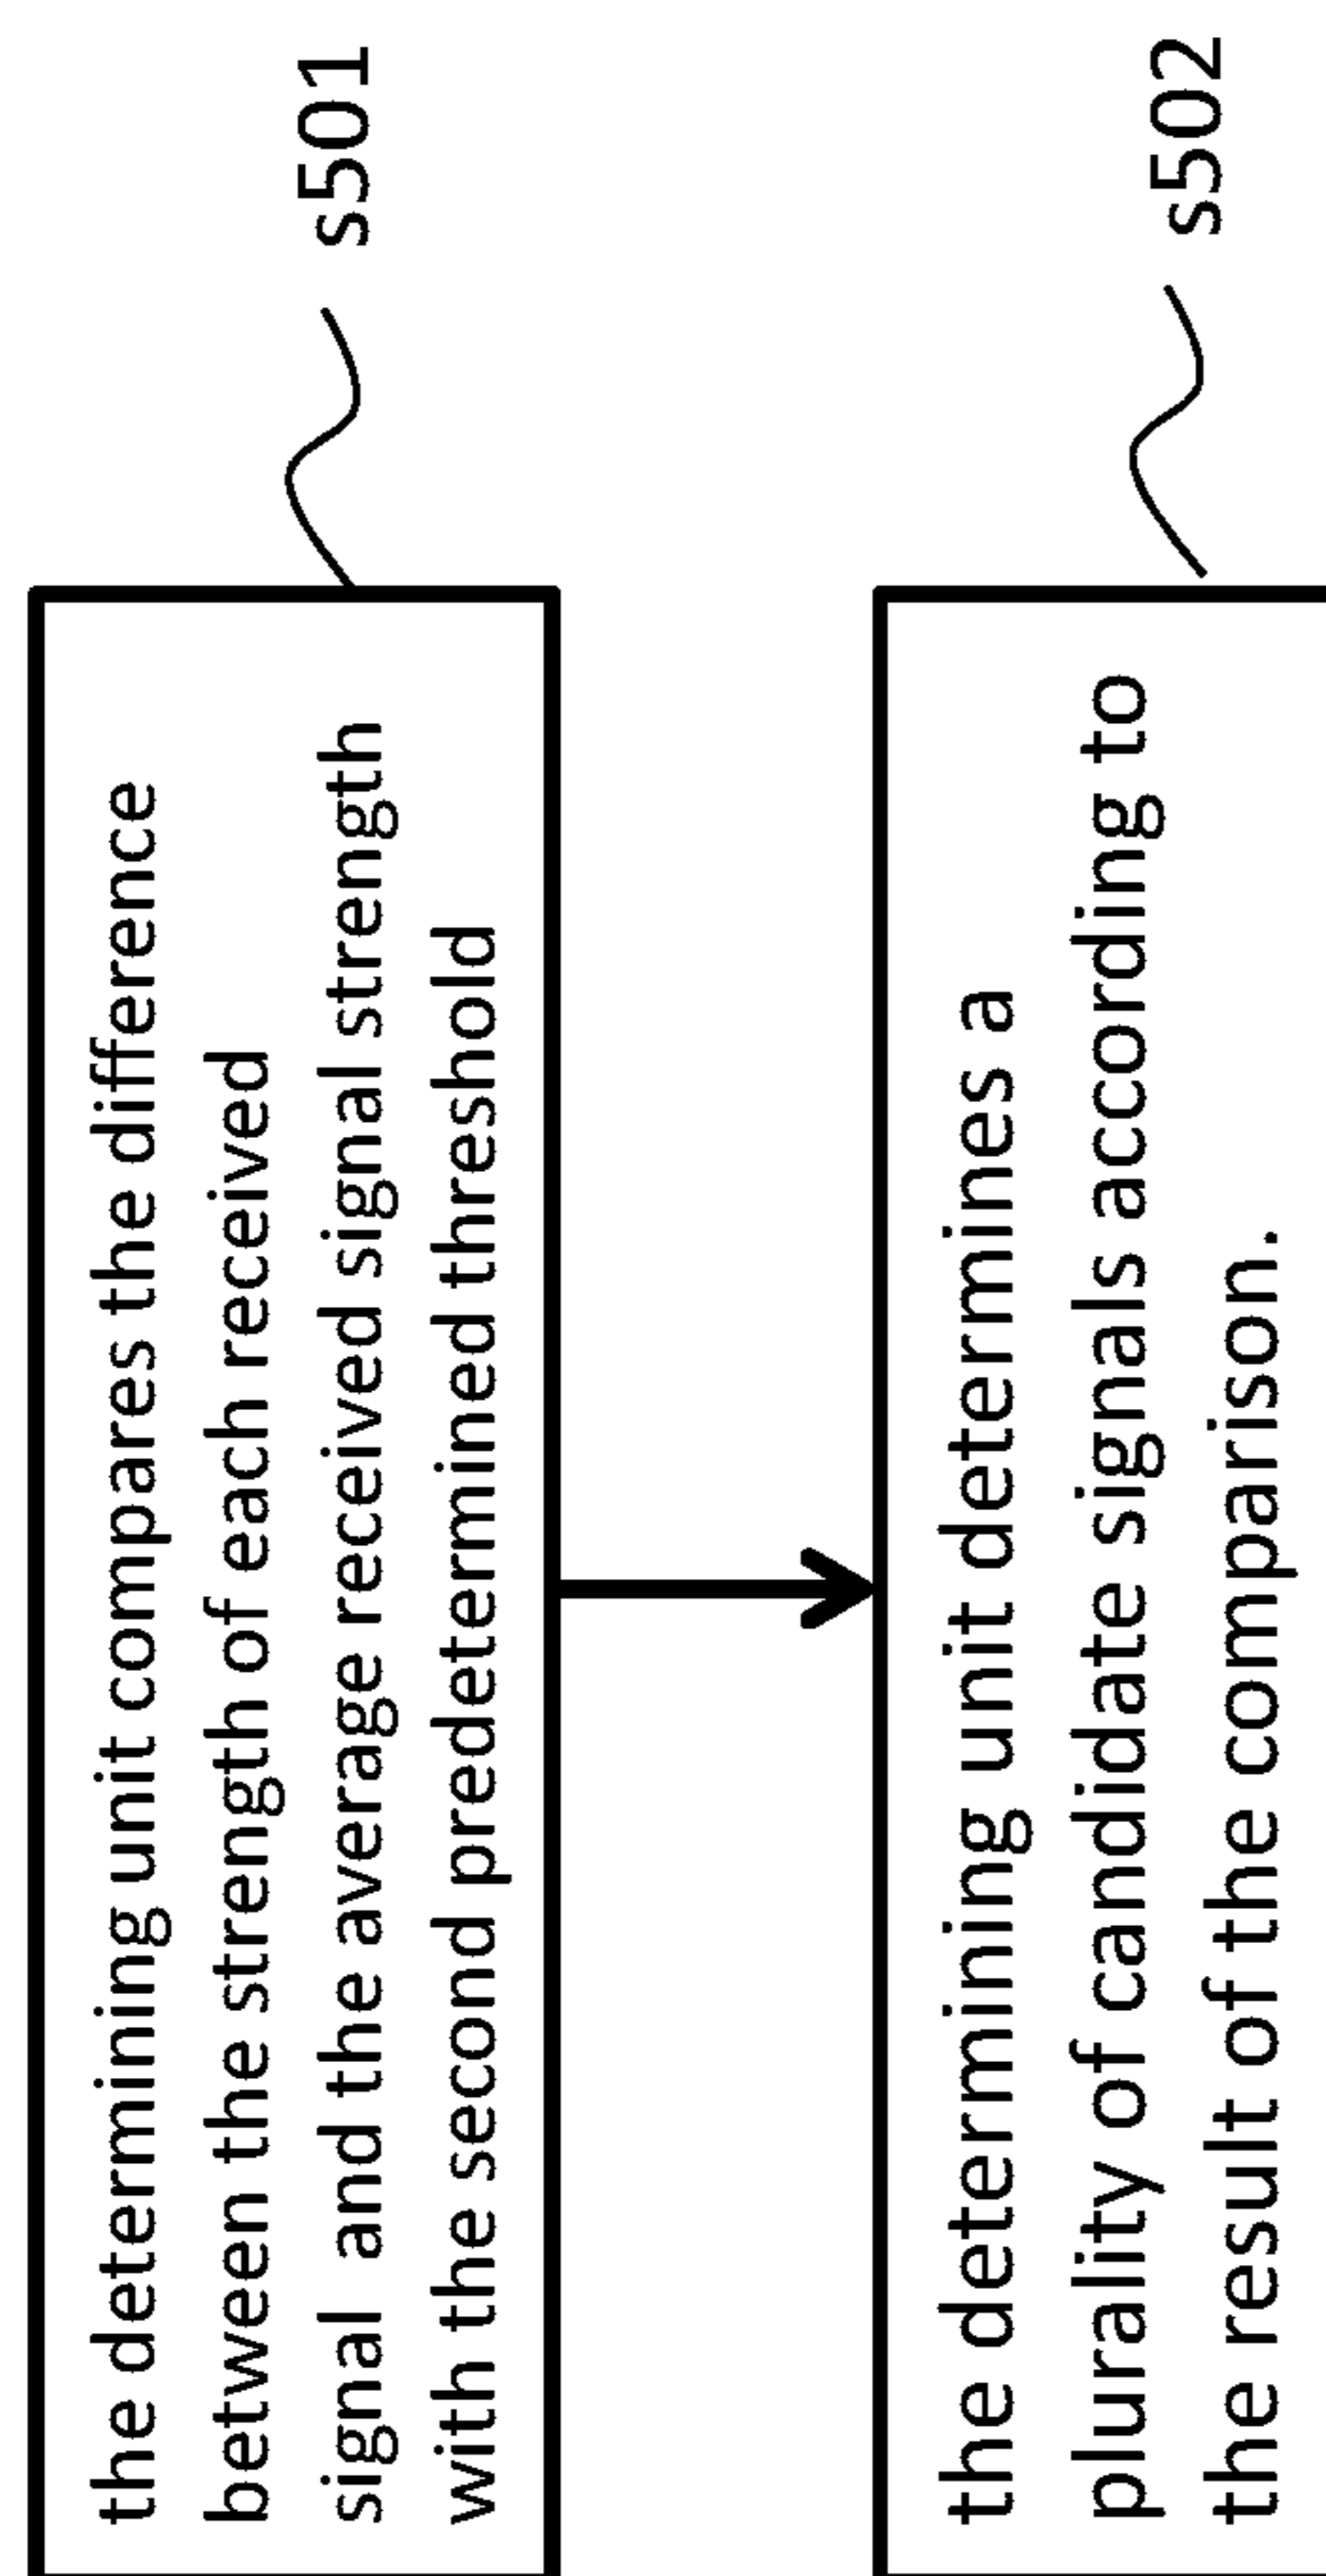 the determining unit compares the difference
between the strength of each received
signal and the average received signal strength
with the second predetermined threshold
s501
the determining unit determines a
plurality of candidate signals according to
the result of the comparison.
s502